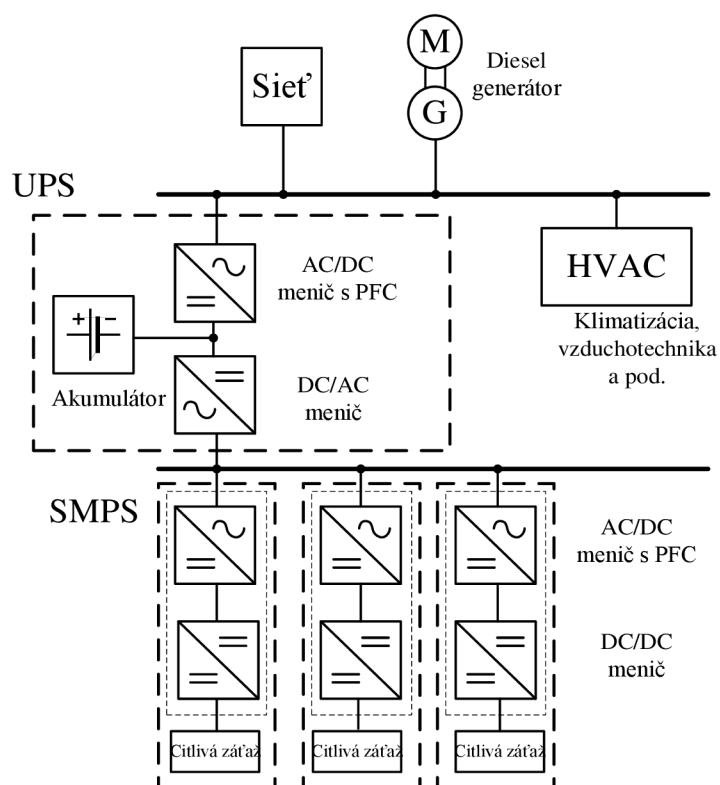 M
Diesel
generátor
Sieť
G
UPS
HVAC
AC/DC
menič s PFC
Klimatizácia,
vzduchotechnika
a pod.
+ −
Akumulátor
DC/AC
menič
SMPS
AC/DC
menič s PFC
DC/DC
menič
Citlivá záťaž
Citlivá záťaž
Citlivá záťaž